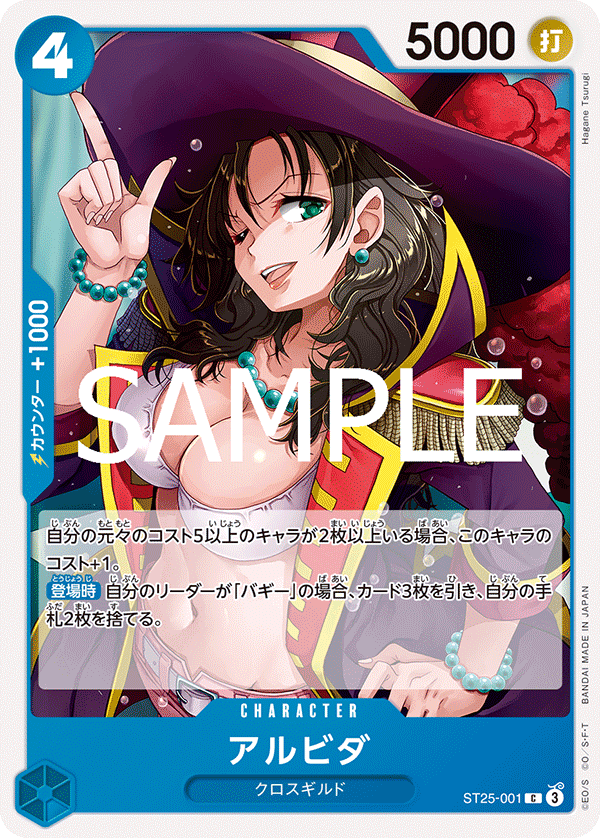 4
5000
打
Hagane Tsurugi
カウンター +1000
SAMPLE
自分の元々のコスト5以上のキャラが2枚以上いる場合、このキャラの
コスト+1。
登場時 自分のリーダーが「バギー」の場合、カード3枚を引き、自分の手
札2枚を捨てる。
CHARACTER
アルビダ
クロスギルド
ST25-001 C 3
©E.O/S ©O/S・F・T BANDAI MADE IN JAPAN